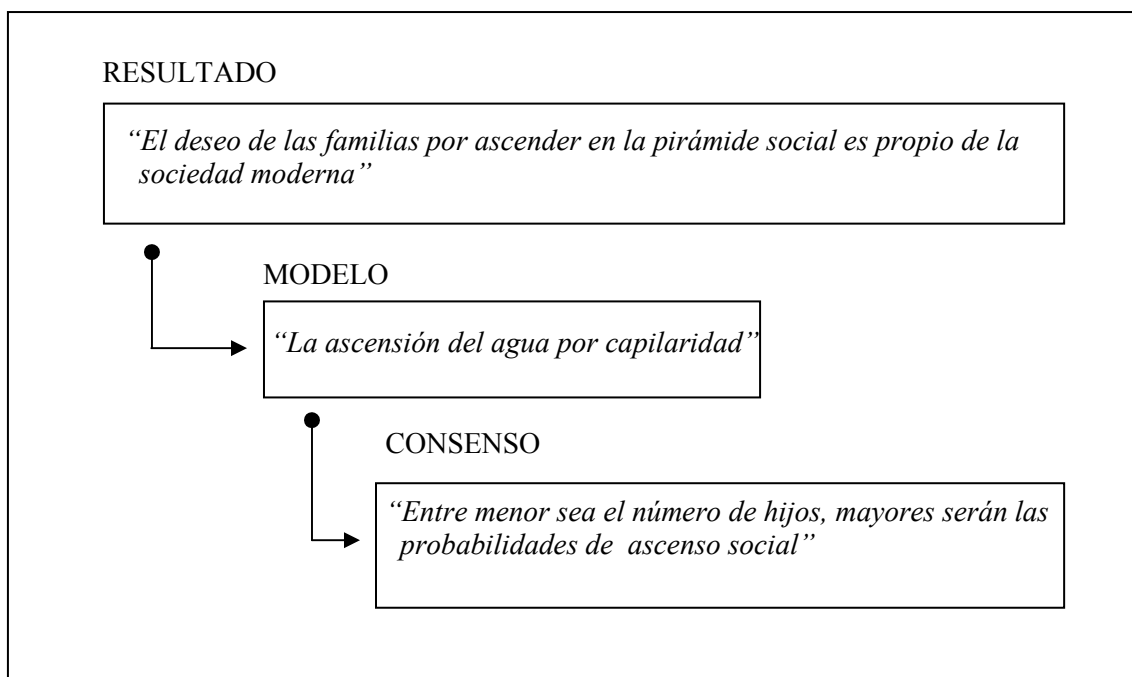 RESULTADO
“El deseo de las familias por ascender en la pirámide social es propio de la
sociedad moderna”
MODELO
“La ascensión del agua por capilaridad”
CONSENSO
“Entre menor sea el número de hijos, mayores serán las
probabilidades de ascenso social”